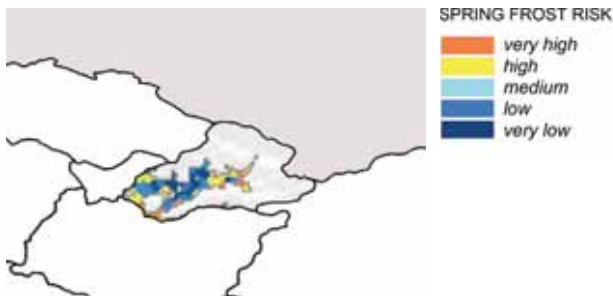 SPRING FROST RISK
very high
high
medium
low
very low